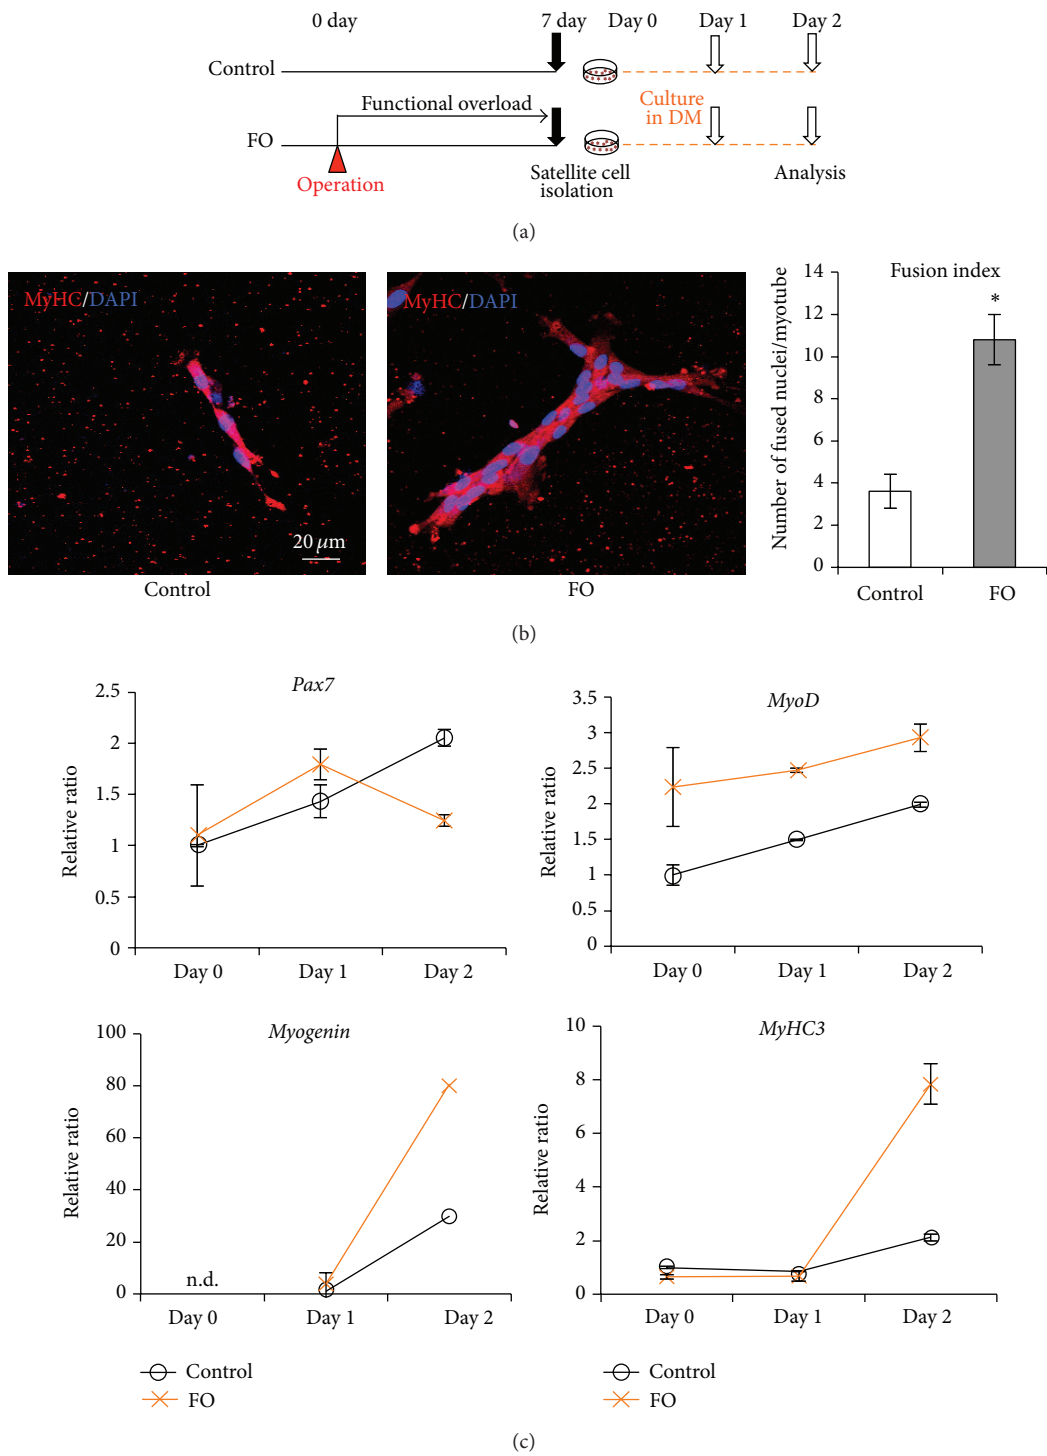 0 day
7 day
Day 0
Day 1
Day 2
Control
Functional overload
Culture
in DM
FO
Operation
Satellite cell
isolation
Analysis
(a)
MyHC/DAPI
20 μm
Control
MyHC/DAPI
FO
Fusion index
*
Number of fused nuclei/myotube
14
12
10
8
6
4
2
0
Control
FO
(b)
Pax7
Relative ratio
2.5
2
1.5
1
0.5
0
Day 0
Day 1
Day 2
MyoD
Relative ratio
3.5
3
2.5
2
1.5
1
0.5
0
Day 0
Day 1
Day 2
Myogenin
Relative ratio
100
80
60
40
20
0
n.d.
Day 0
Day 1
Day 2
MyHC3
Relative ratio
10
8
6
4
2
0
Day 0
Day 1
Day 2
Control
FO
Control
FO
(c)